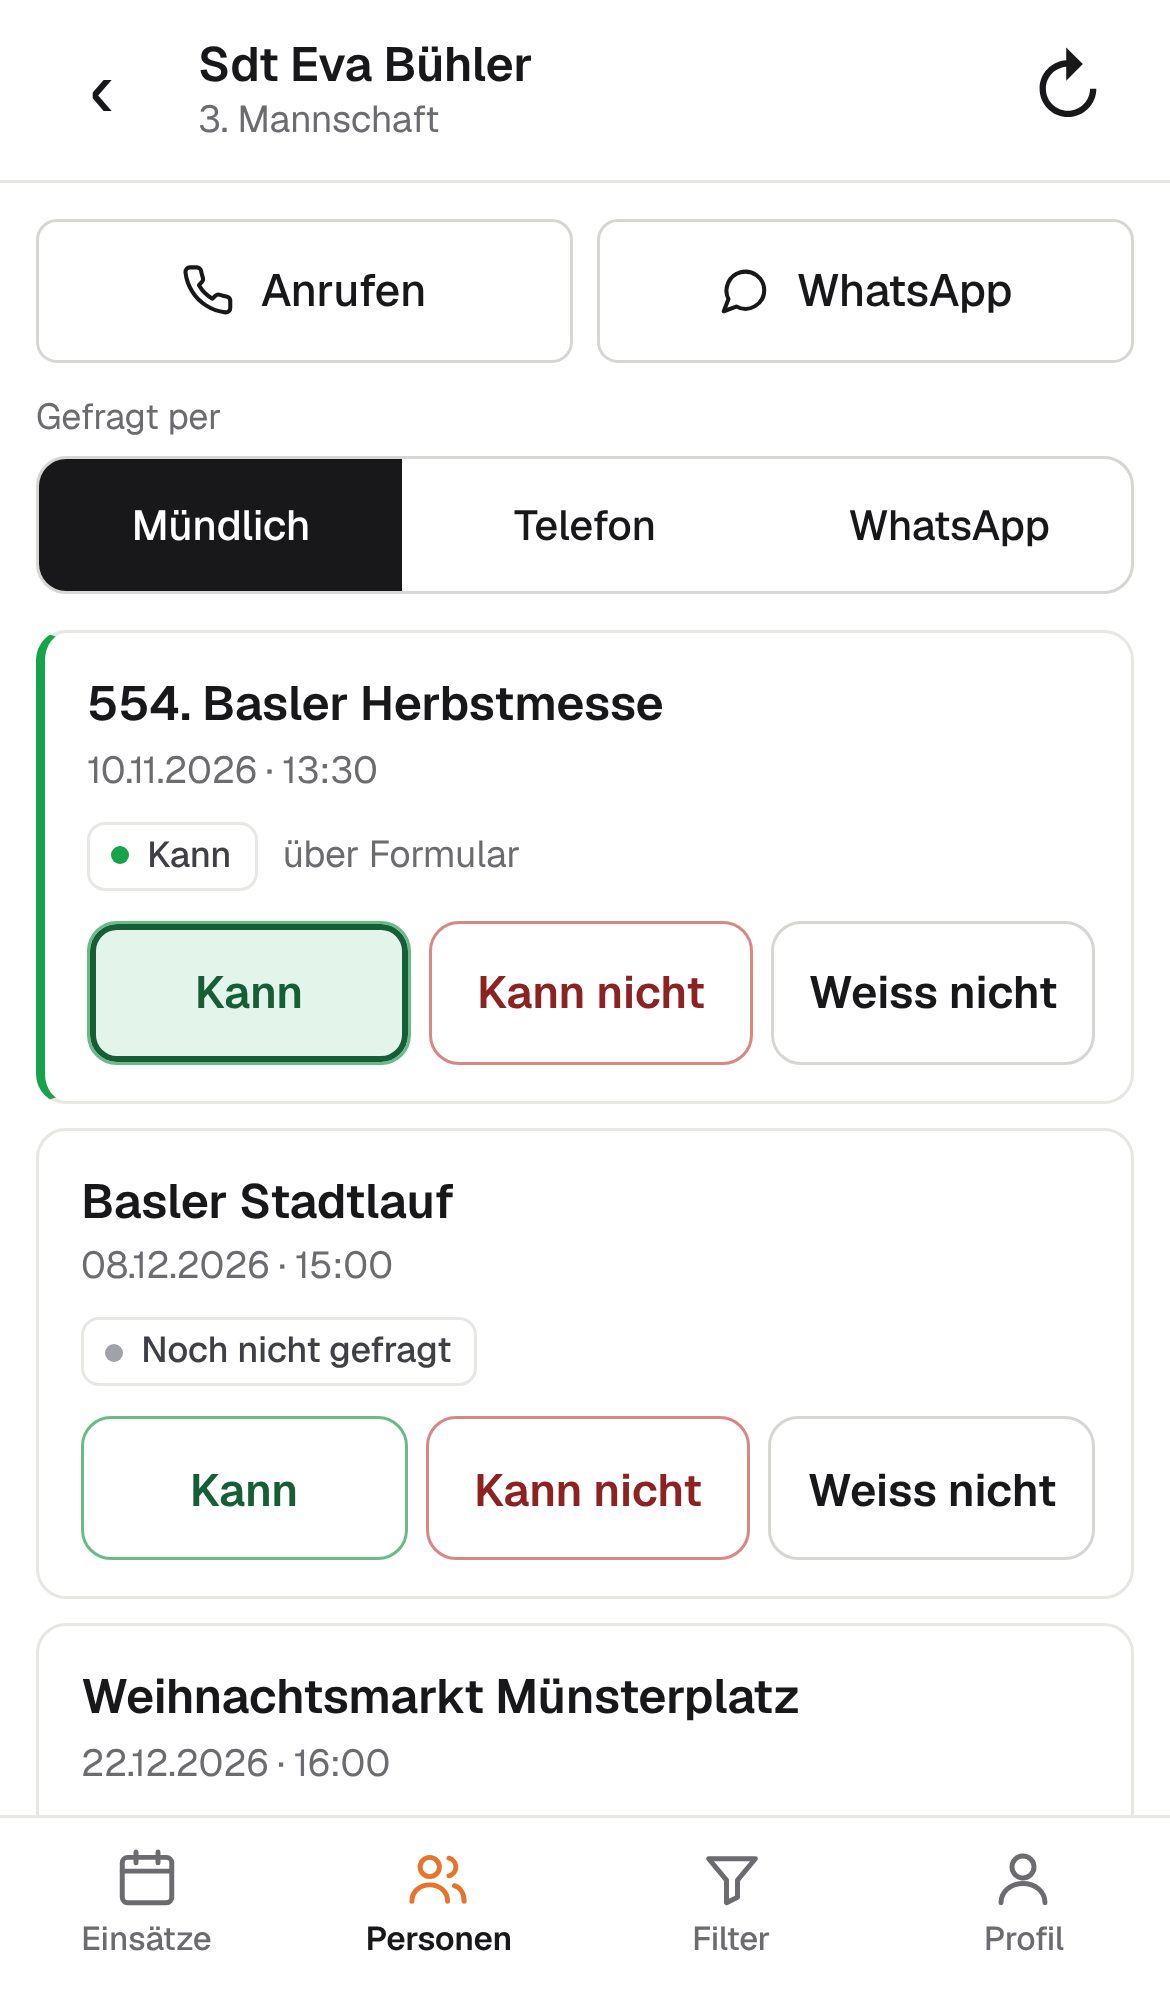 Sdt Eva Bühler
3. Mannschaft
Anrufen
WhatsApp
Gefragt per
Mündlich
Telefon
WhatsApp
554. Basler Herbstmesse
10.11.2026 · 13:30
Kann
über Formular
Kann
Kann nicht
Weiss nicht
Basler Stadtlauf
08.12.2026 · 15:00
Noch nicht gefragt
Kann
Kann nicht
Weiss nicht
Weihnachtsmarkt Münsterplatz
22.12.2026 · 16:00
Einsätze
Personen
Filter
Profil